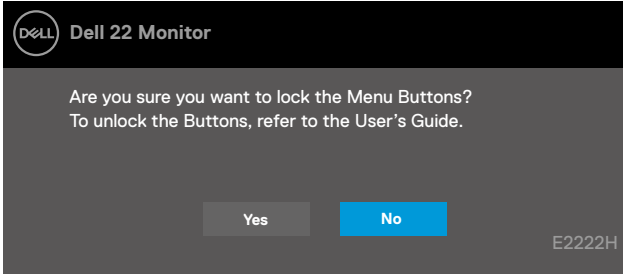 DELL
Dell 22 Monitor
Are you sure you want to lock the Menu Buttons?
To unlock the Buttons, refer to the User’s Guide.
Yes
No
E2222H